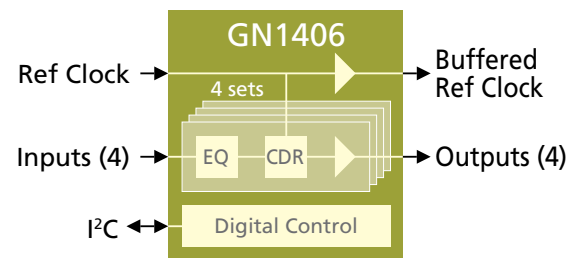 GN1406
Ref Clock
Buffered
Ref Clock
4 sets
Inputs (4)
EQ
CDR
Outputs (4)
I²C
Digital Control